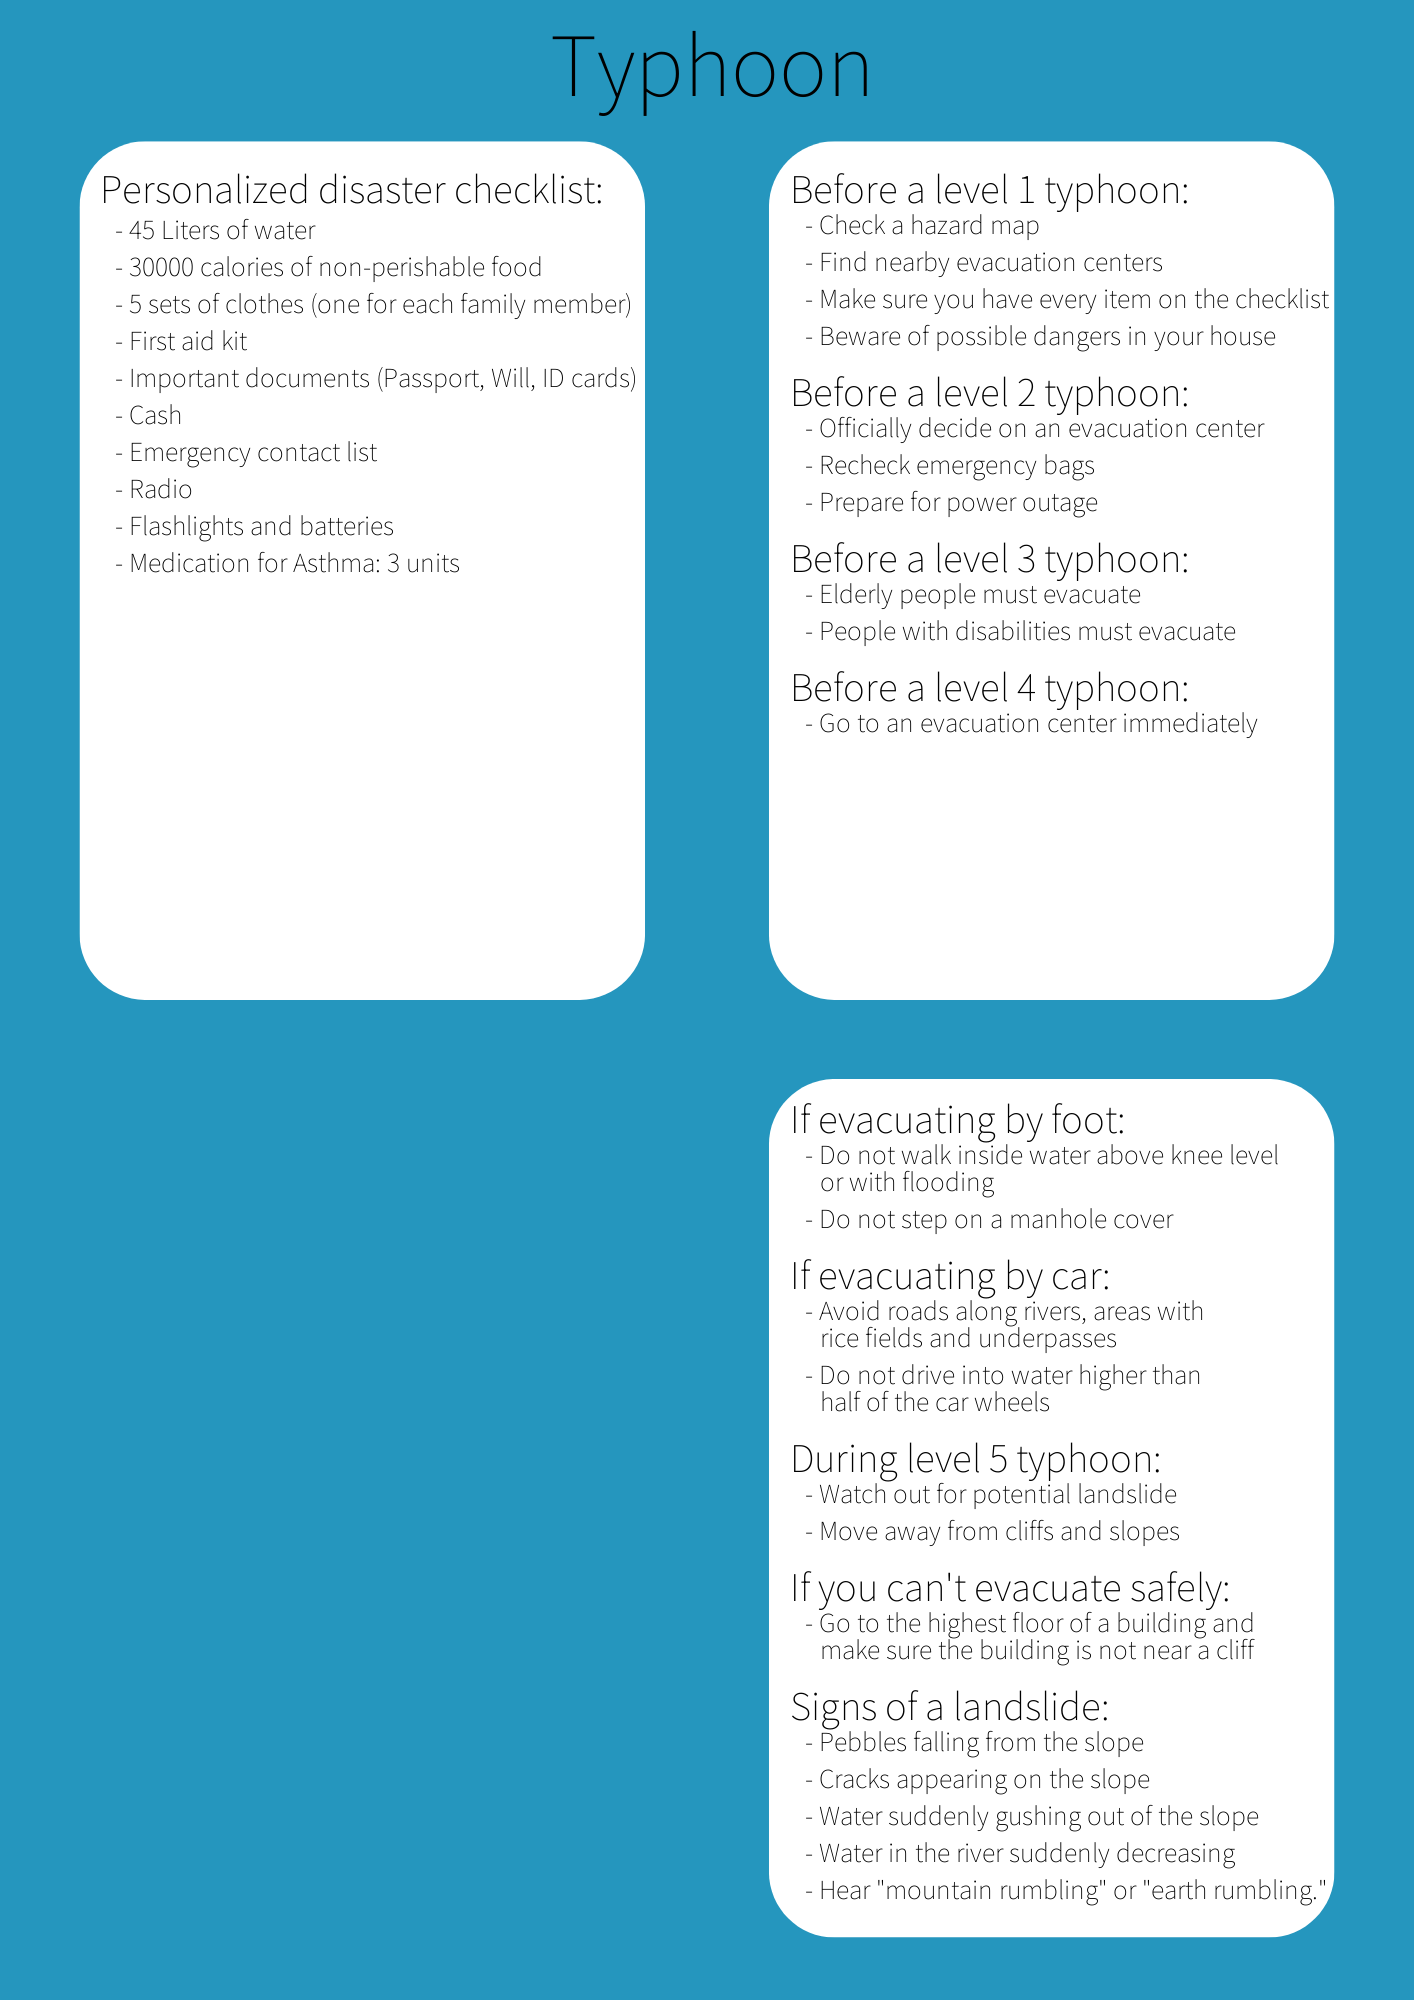 Typhoon
Personalized disaster checklist:
- 45 Liters of water
- 30000 calories of non-perishable food
- 5 sets of clothes (one for each family member)
- First aid kit
- Important documents (Passport, Will, ID cards)
- Cash
- Emergency contact list
- Radio
- Flashlights and batteries
- Medication for Asthma: 3 units
Before a level 1 typhoon:
- Check a hazard map
- Find nearby evacuation centers
- Make sure you have every item on the checklist
- Beware of possible dangers in your house
Before a level 2 typhoon:
- Officially decide on an evacuation center
- Recheck emergency bags
- Prepare for power outage
Before a level 3 typhoon:
- Elderly people must evacuate
- People with disabilities must evacuate
Before a level 4 typhoon:
- Go to an evacuation center immediately
If evacuating by foot:
- Do not walk inside water above knee level
or with flooding
- Do not step on a manhole cover
If evacuating by car:
- Avoid roads along rivers, areas with
rice fields and underpasses
- Do not drive into water higher than
half of the car wheels
During level 5 typhoon:
- Watch out for potential landslide
- Move away from cliffs and slopes
If you can't evacuate safely:
- Go to the highest floor of a building and
make sure the building is not near a cliff
Signs of a landslide:
- Pebbles falling from the slope
- Cracks appearing on the slope
- Water suddenly gushing out of the slope
- Water in the river suddenly decreasing
- Hear "mountain rumbling" or "earth rumbling."